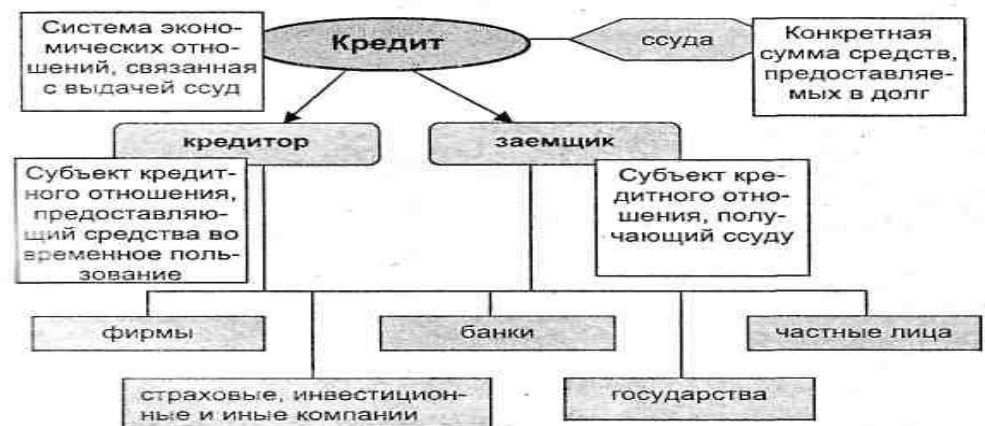 Система эконо-
мических отно-
шений, связанная
с выдачей ссуд
Кредит
ссуда
Конкретная
сумма средств,
предоставляе-
мых в долг
кредитор
заемщик
Субъект кредит-
ного отношения,
предоставляю-
щий средства во
временное поль-
зование
Субъект кре-
дитного отно-
шения, полу-
чающий ссуду
фирмы
банки
частные лица
страховые, инвестицион-
ные и иные компании
государства